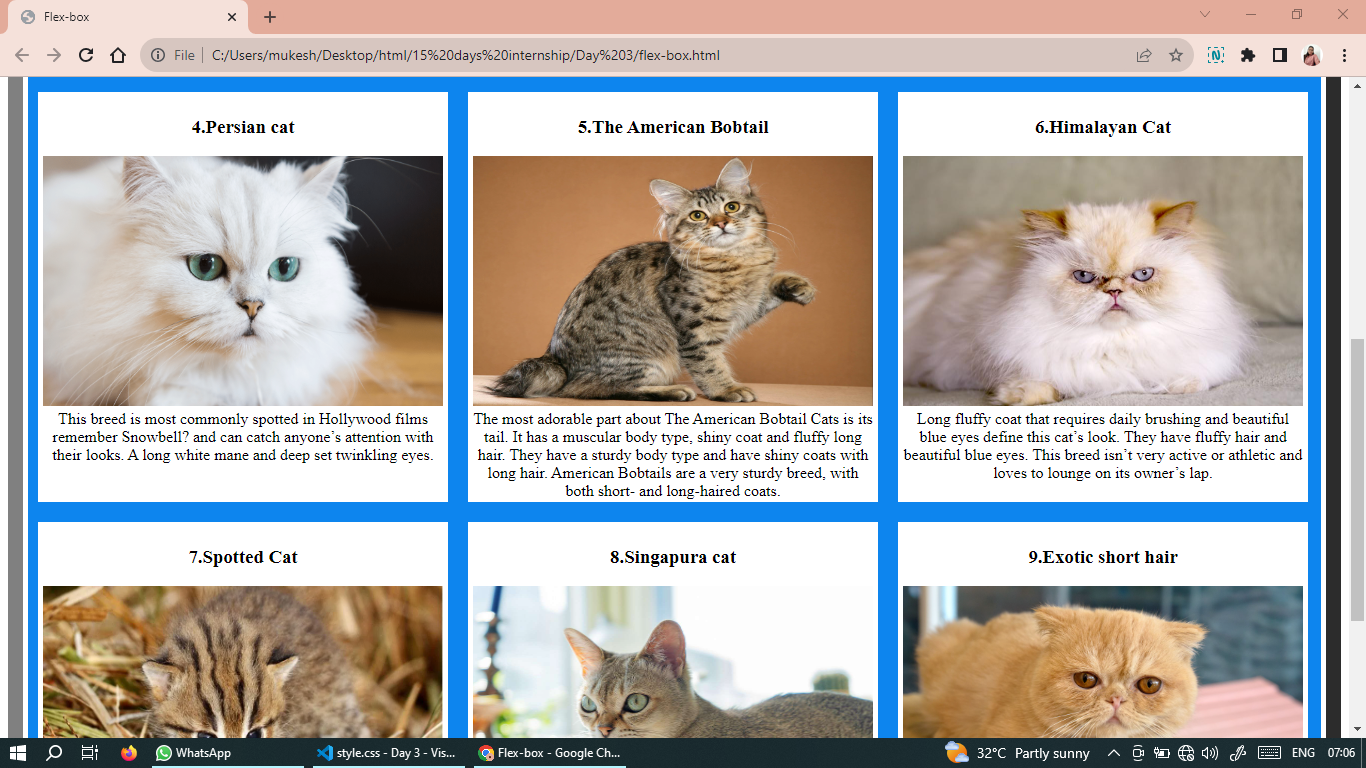 Flex-box
File
C:/Users/mukesh/Desktop/html/15%20days%20internship/Day%203/flex-box.html
4.Persian cat
This breed is most commonly spotted in Hollywood films
remember Snowbell? and can catch anyone’s attention with
their looks. A long white mane and deep set twinkling eyes.
5.The American Bobtail
The most adorable part about The American Bobtail Cats is its
tail. It has a muscular body type, shiny coat and fluffy long
hair. They have a sturdy body type and have shiny coats with
long hair. American Bobtails are a very sturdy breed, with
both short- and long-haired coats.
6.Himalayan Cat
Long fluffy coat that requires daily brushing and beautiful
blue eyes define this cat’s look. They have fluffy hair and
beautiful blue eyes. This breed isn’t very active or athletic and
loves to lounge on its owner’s lap.
7.Spotted Cat
8.Singapura cat
9.Exotic short hair
WhatsApp
style.css - Day 3 - Vis...
Flex-box - Google Ch...
32°C Partly sunny
ENG
07:06